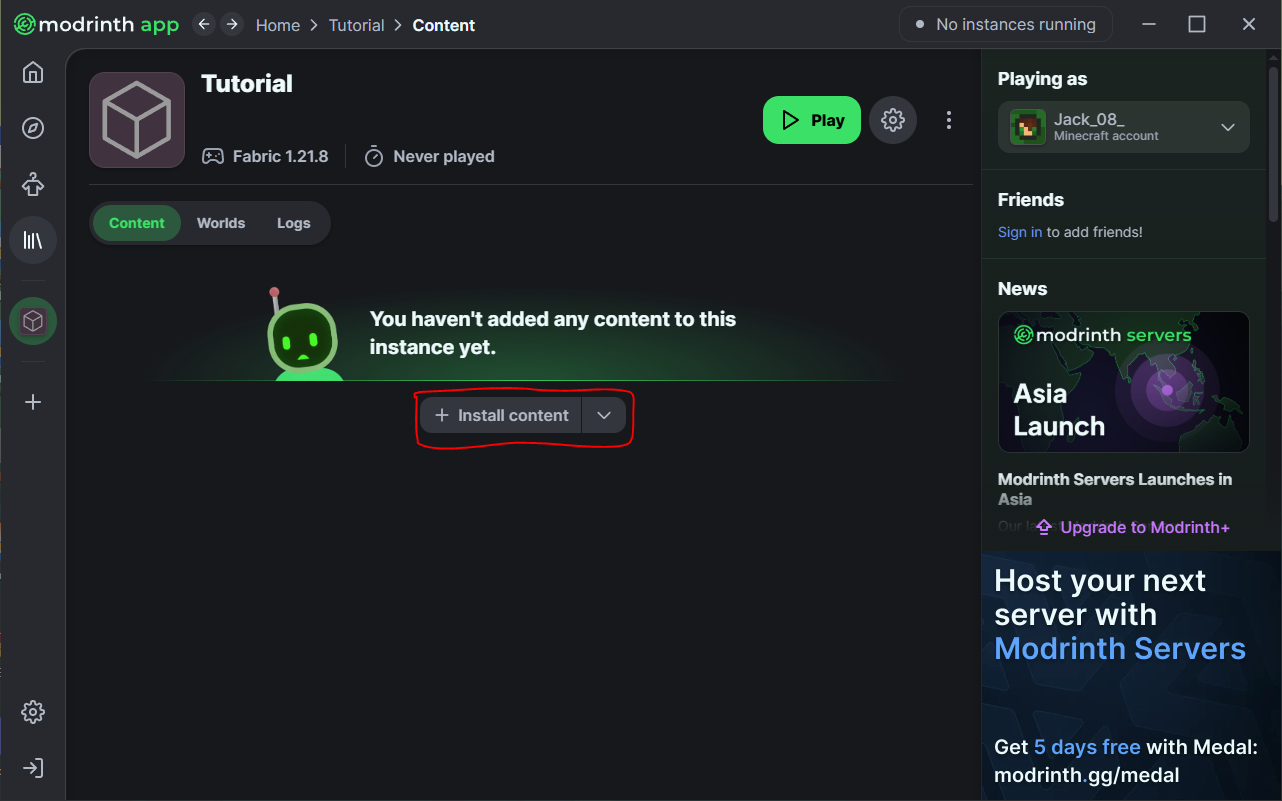 modrinth app
Home > Tutorial > Content
No instances running
Tutorial
Fabric 1.21.8
Never played
Play
Content
Worlds
Logs
You haven't added any content to this
instance yet.
+ Install content
Playing as
Jack_08_
Minecraft account
Friends
Sign in to add friends!
News
modrinth servers
Asia
Launch
Modrinth Servers Launches in
Asia
Upgrade to Modrinth+
Host your next
server with
Modrinth Servers
Get 5 days free with Medal:
modrinth.gg/medal